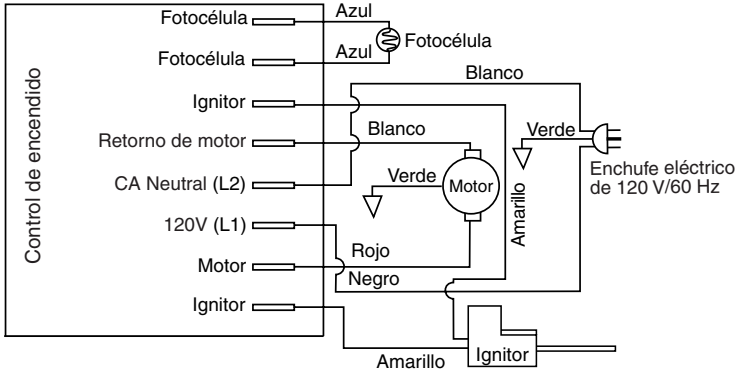 Control de encendido
Fotocélula
Azul
Fotocélula
Azul
Fotocélula
Blanco
Ignitor
Retorno de motor
Blanco
Verde
Enchufe eléctrico
de 120 V/60 Hz
CA Neutral (L2)
Verde
Motor
Amarillo
120V (L1)
Rojo
Motor
Negro
Ignitor
Amarillo
Ignitor